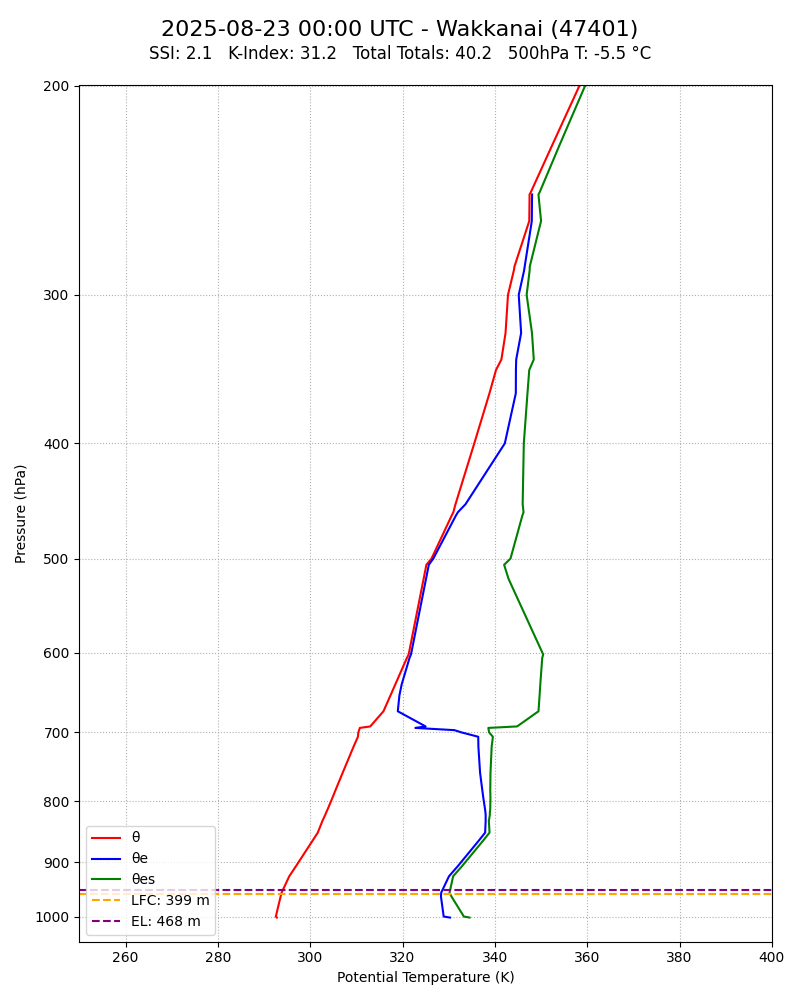 2025-08-23 00:00 UTC - Wakkanai (47401)
SSI: 2.1 K-Index: 31.2 Total Totals: 40.2 500hPa T: -5.5 °C
200
300
400
500
600
700
800
900
1000
Pressure (hPa)
θ
θe
θes
LFC: 399 m
EL: 468 m
260 280 300 320 340 360 380 400
Potential Temperature (K)